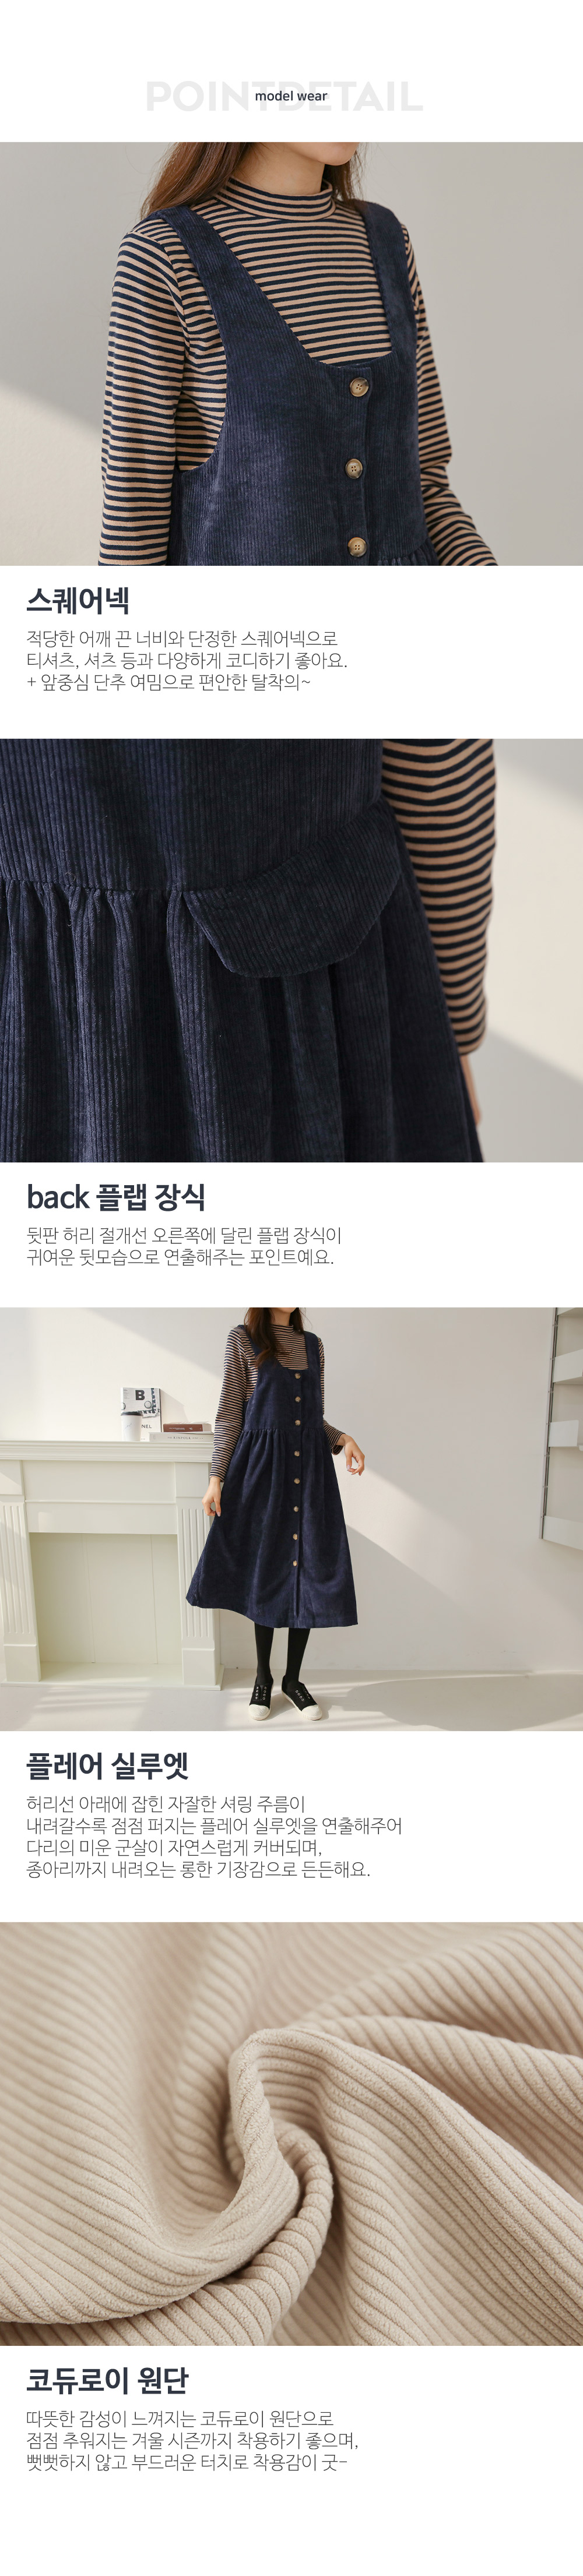 POINTDETAIL
model wear
스퀘어넥
적당한 어깨 끈 너비와 단정한 스퀘어넥으로
티셔츠, 셔츠 등과 다양하게 코디하기 좋아요.
+ 앞중심 단추 여밈으로 편안한 탈착의~
back 플랩 장식
뒷판 허리 절개선 오른쪽에 달린 플랩 장식이
귀여운 뒷모습으로 연출해주는 포인트예요.
B
NEL
플레어 실루엣
허리선 아래에 잡힌 자잘한 셔링 주름이
내려갈수록 점점 퍼지는 플레어 실루엣을 연출해주어
다리의 미운 군살이 자연스럽게 커버되며,
종아리까지 내려오는 롱한 기장감으로 든든해요.
코듀로이 원단
따뜻한 감성이 느껴지는 코듀로이 원단으로
점점 추워지는 겨울 시즌까지 착용하기 좋으며,
뻣뻣하지 않고 부드러운 터치로 착용감이 굿-